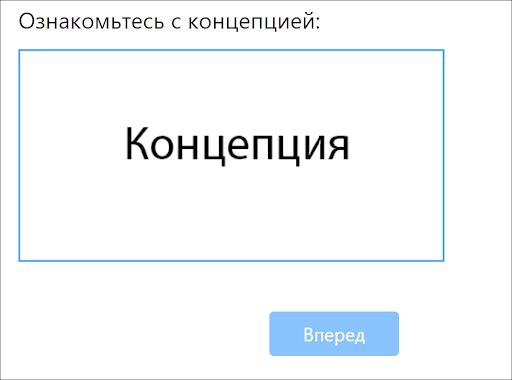 Ознакомьтесь с концепцией:
Концепция
Вперед